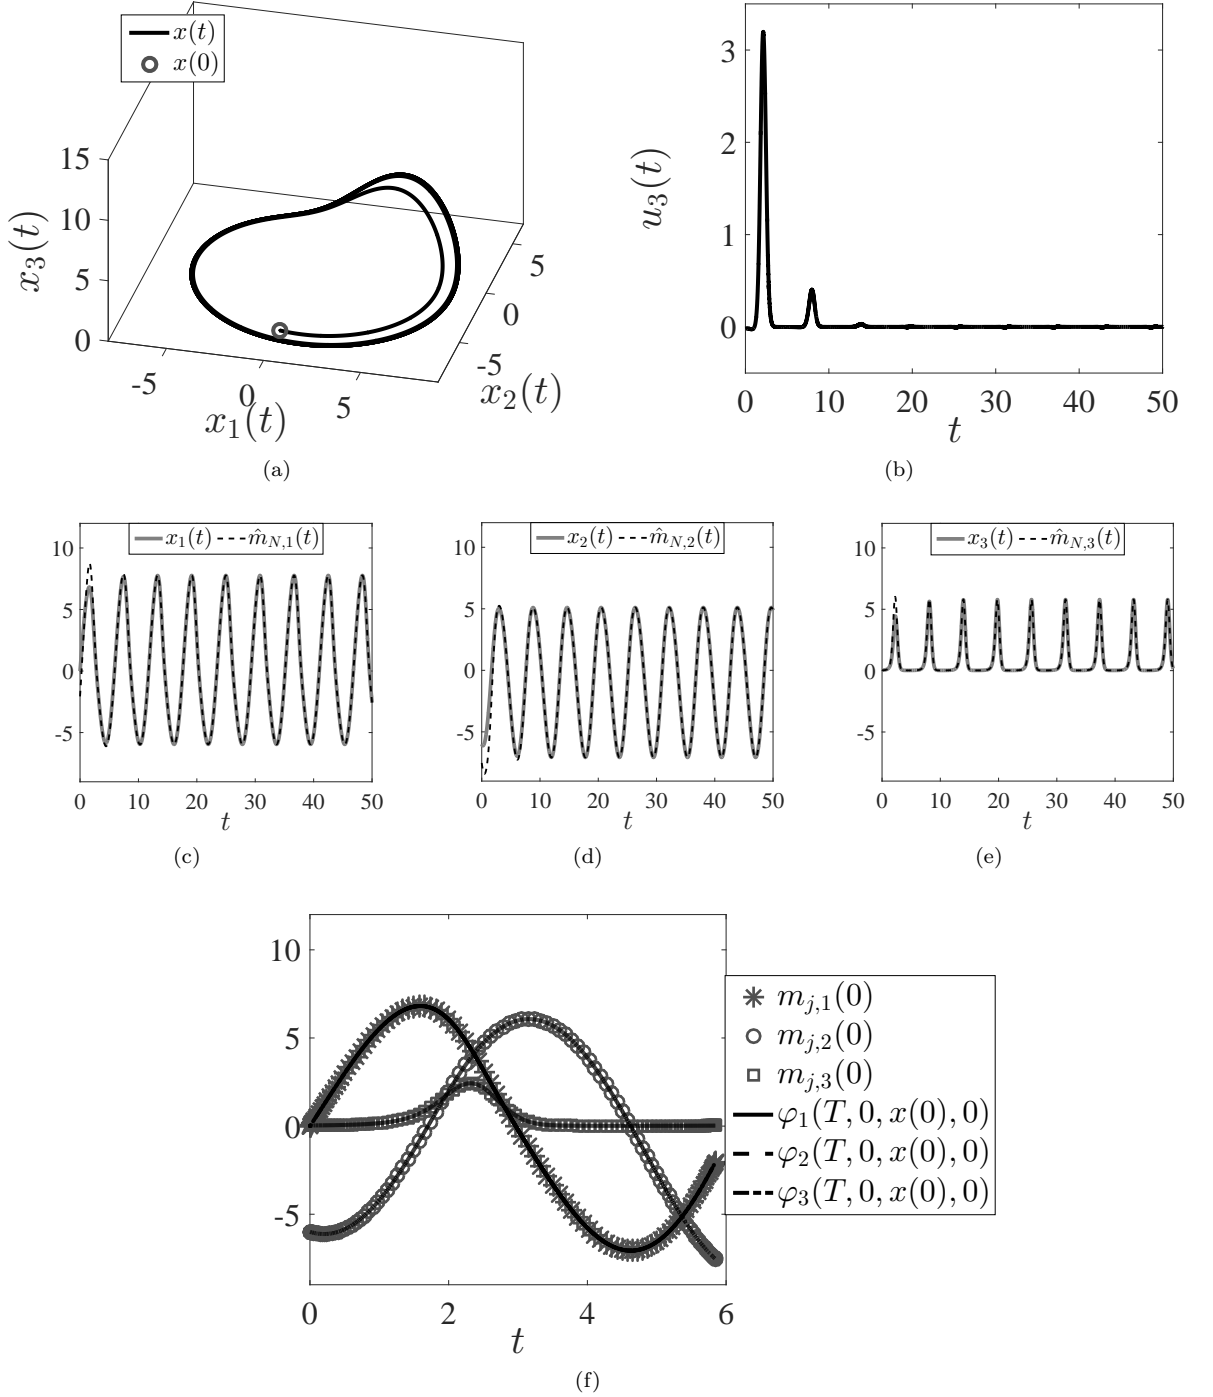 x(t)
x(0)
15
10
5
0
x₃(t)
-5
0
5
x₁(t)
-5
0
5
x₂(t)
(a)
3
2
1
0
u₃(t)
0 10 20 30 40 50
t
(b)
x₁(t) m̂_{N,1}(t)
10
5
0
-5
0 10 20 30 40 50
t
(c)
x₂(t) m̂_{N,2}(t)
10
5
0
-5
0 10 20 30 40 50
t
(d)
x₃(t) m̂_{N,3}(t)
10
5
0
-5
0 10 20 30 40 50
t
(e)
10
5
0
-5
0 2 4 6
t
m_{j,1}(0)
m_{j,2}(0)
m_{j,3}(0)
φ₁(T, 0, x(0), 0)
φ₂(T, 0, x(0), 0)
φ₃(T, 0, x(0), 0)
(f)